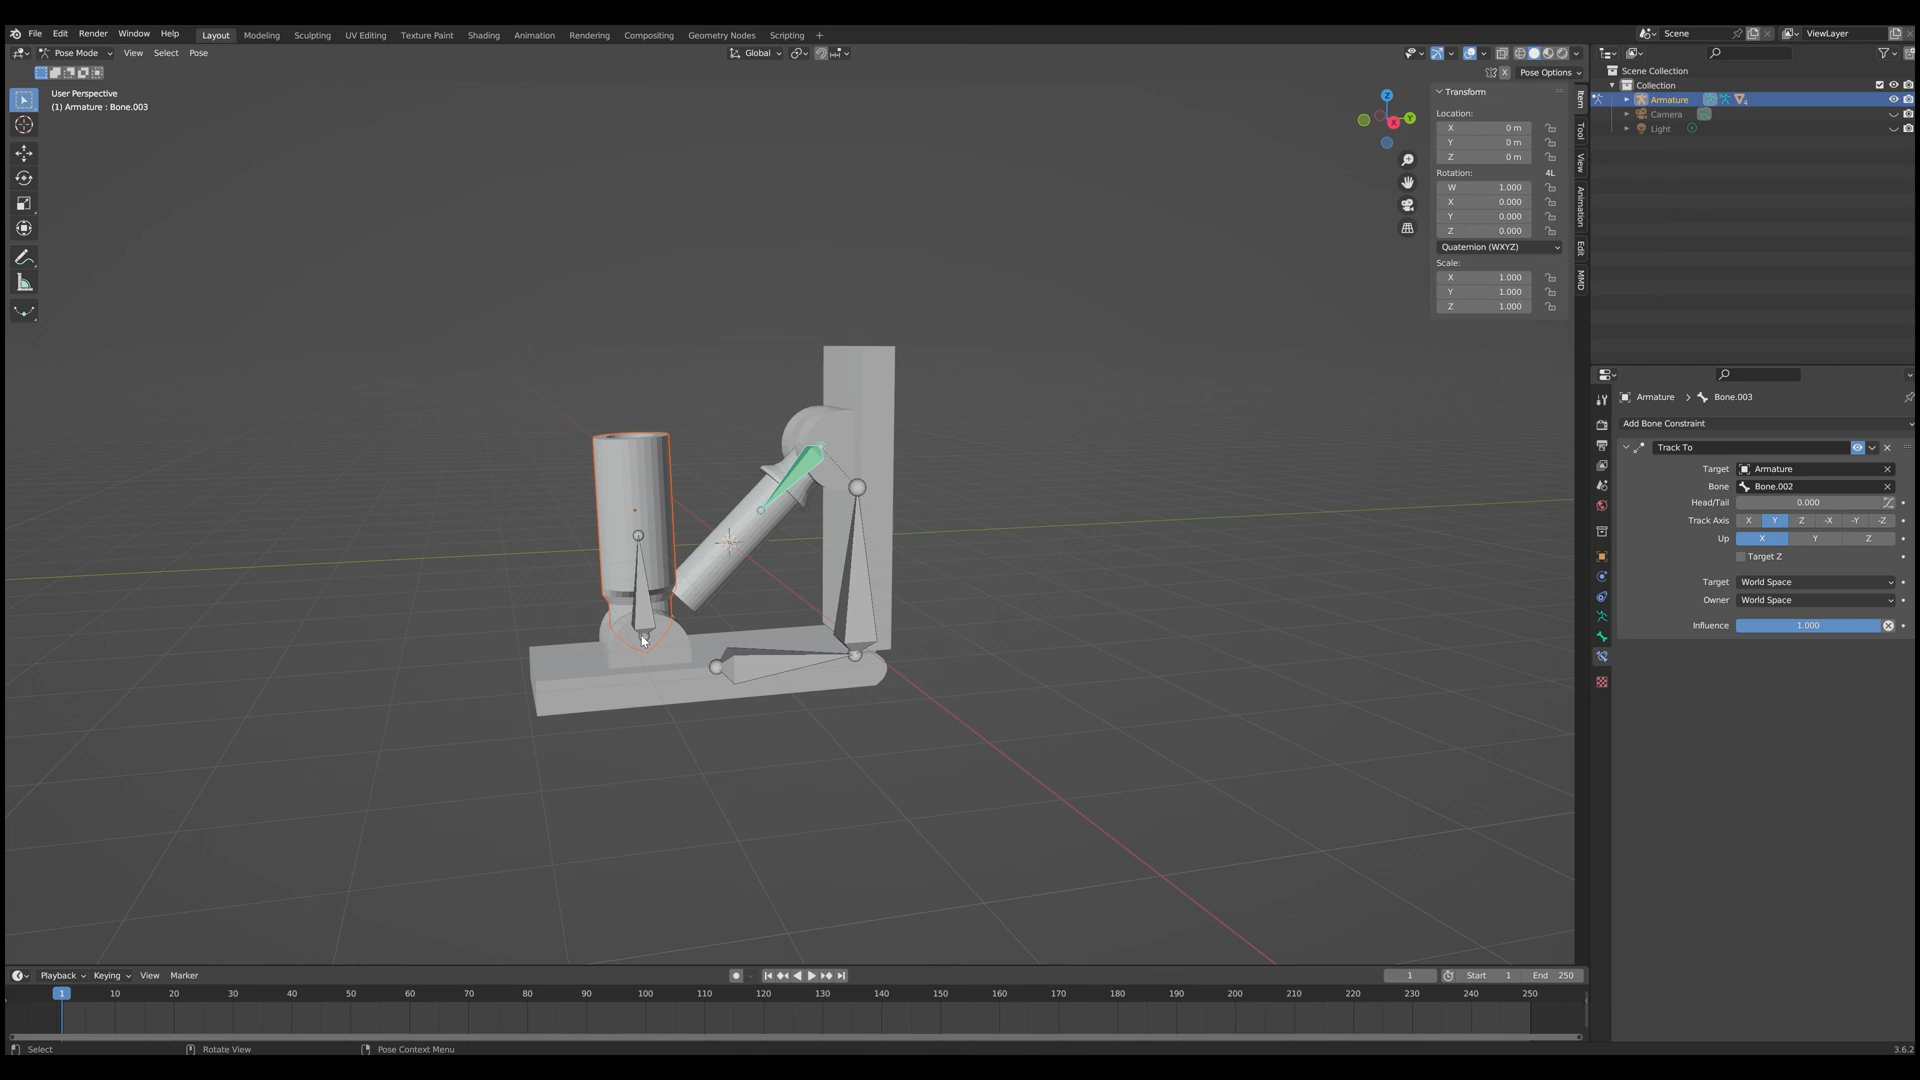 File Edit Render Window Help Layout Modeling Sculpting UV Editing Texture Paint Shading Animation Rendering Compositing Geometry Nodes Scripting + Scene ViewLayer
Pose Mode View Select Pose Global
Pose Options
User Perspective
(1) Armature : Bone.003
Z
Y
X
Transform
Location:
X 0 m
Y 0 m
Z 0 m
Rotation: 4L
W 1.000
X 0.000
Y 0.000
Z 0.000
Quaternion (WXYZ)
Scale:
X 1.000
Y 1.000
Z 1.000
Item
Tool
View
Animation
Edit
MMD
Scene Collection
Collection
Armature 4
Camera
Light
Armature > Bone.003
Add Bone Constraint
Track To
Target Armature
Bone Bone.002
Head/Tail 0.000
Track Axis X Y Z -X -Y -Z
Up X Y Z
Target Z
Target World Space
Owner World Space
Influence 1.000
Playback Keying View Marker 1 Start 1 End 250
1 10 20 30 40 50 60 70 80 90 100 110 120 130 140 150 160 170 180 190 200 210 220 230 240 250
Select Rotate View Pose Context Menu 3.6.2